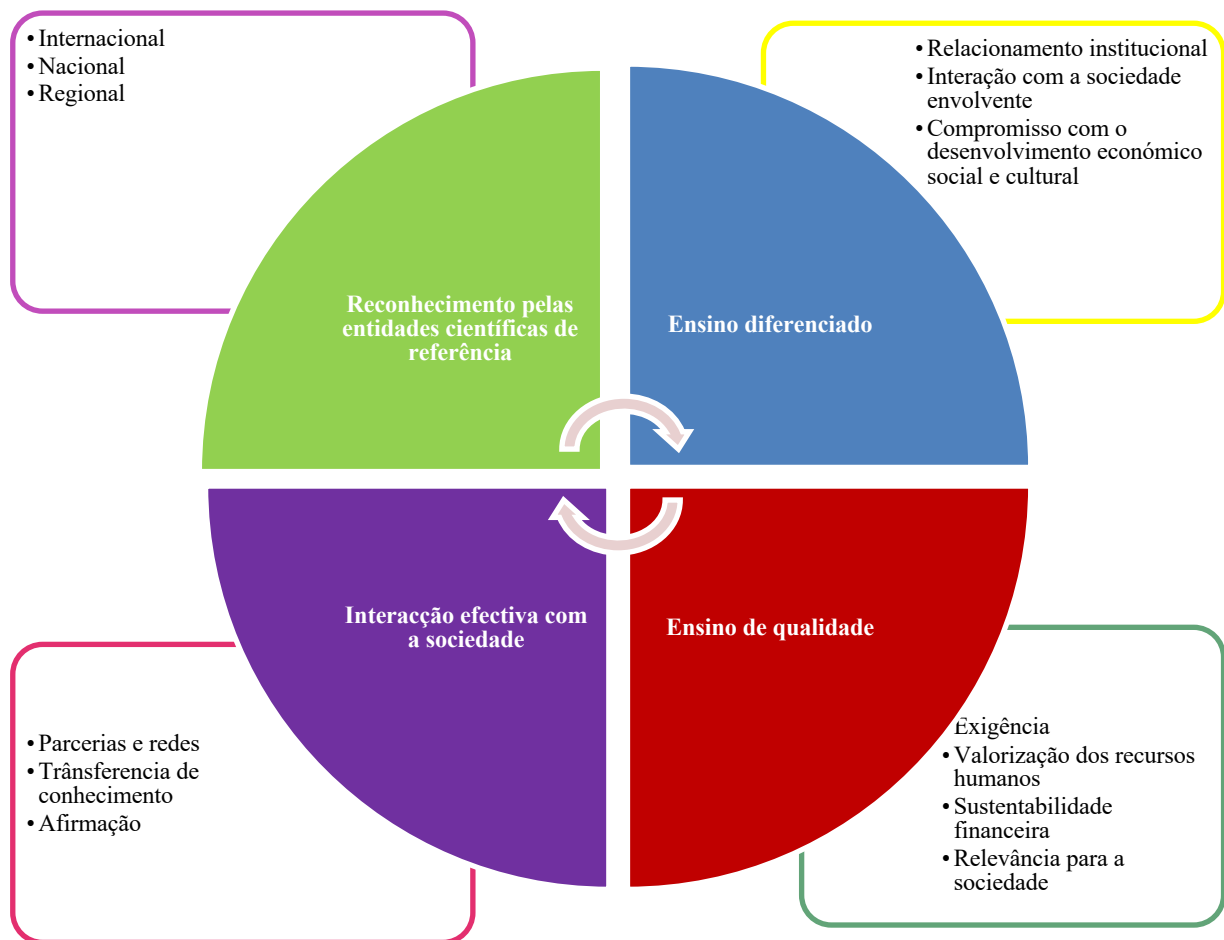 • Internacional
• Nacional
• Regional
• Relacionamento institucional
• Interação com a sociedade
envolvente
• Compromisso com o
desenvolvimento económico
social e cultural
Reconhecimento pelas
entidades científicas de
referência
Ensino diferenciado
Interacção efectiva com
a sociedade
Ensino de qualidade
• Parcerias e redes
• Trânsferencia de
conhecimento
• Afirmação
Exigência
• Valorização dos recursos
humanos
• Sustentabilidade
financeira
• Relevância para a
sociedade